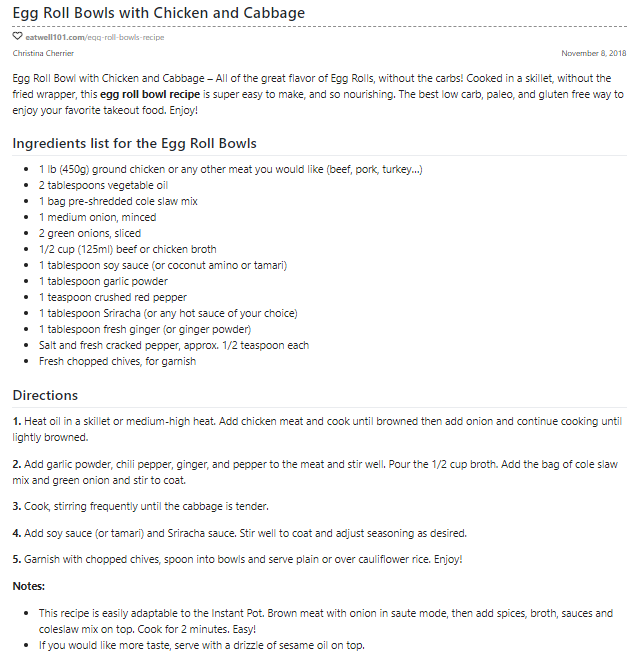 Egg Roll Bowls with Chicken and Cabbage
eatwell101.com/egg-roll-bowls-recipe
Christina Cherrier November 8, 2018
Egg Roll Bowl with Chicken and Cabbage – All of the great flavor of Egg Rolls, without the carbs! Cooked in a skillet, without the
fried wrapper, this egg roll bowl recipe is super easy to make, and so nourishing. The best low carb, paleo, and gluten free way to
enjoy your favorite takeout food. Enjoy!
Ingredients list for the Egg Roll Bowls
• 1 lb (450g) ground chicken or any other meat you would like (beef, pork, turkey...)
• 2 tablespoons vegetable oil
• 1 bag pre-shredded cole slaw mix
• 1 medium onion, minced
• 2 green onions, sliced
• 1/2 cup (125ml) beef or chicken broth
• 1 tablespoon soy sauce (or coconut amino or tamari)
• 1 tablespoon garlic powder
• 1 teaspoon crushed red pepper
• 1 tablespoon Sriracha (or any hot sauce of your choice)
• 1 tablespoon fresh ginger (or ginger powder)
• Salt and fresh cracked pepper, approx. 1/2 teaspoon each
• Fresh chopped chives, for garnish
Directions
1. Heat oil in a skillet or medium-high heat. Add chicken meat and cook until browned then add onion and continue cooking until
lightly browned.
2. Add garlic powder, chili pepper, ginger, and pepper to the meat and stir well. Pour the 1/2 cup broth. Add the bag of cole slaw
mix and green onion and stir to coat.
3. Cook, stirring frequently until the cabbage is tender.
4. Add soy sauce (or tamari) and Sriracha sauce. Stir well to coat and adjust seasoning as desired.
5. Garnish with chopped chives, spoon into bowls and serve plain or over cauliflower rice. Enjoy!
Notes:
• This recipe is easily adaptable to the Instant Pot. Brown meat with onion in saute mode, then add spices, broth, sauces and
coleslaw mix on top. Cook for 2 minutes. Easy!
• If you would like more taste, serve with a drizzle of sesame oil on top.